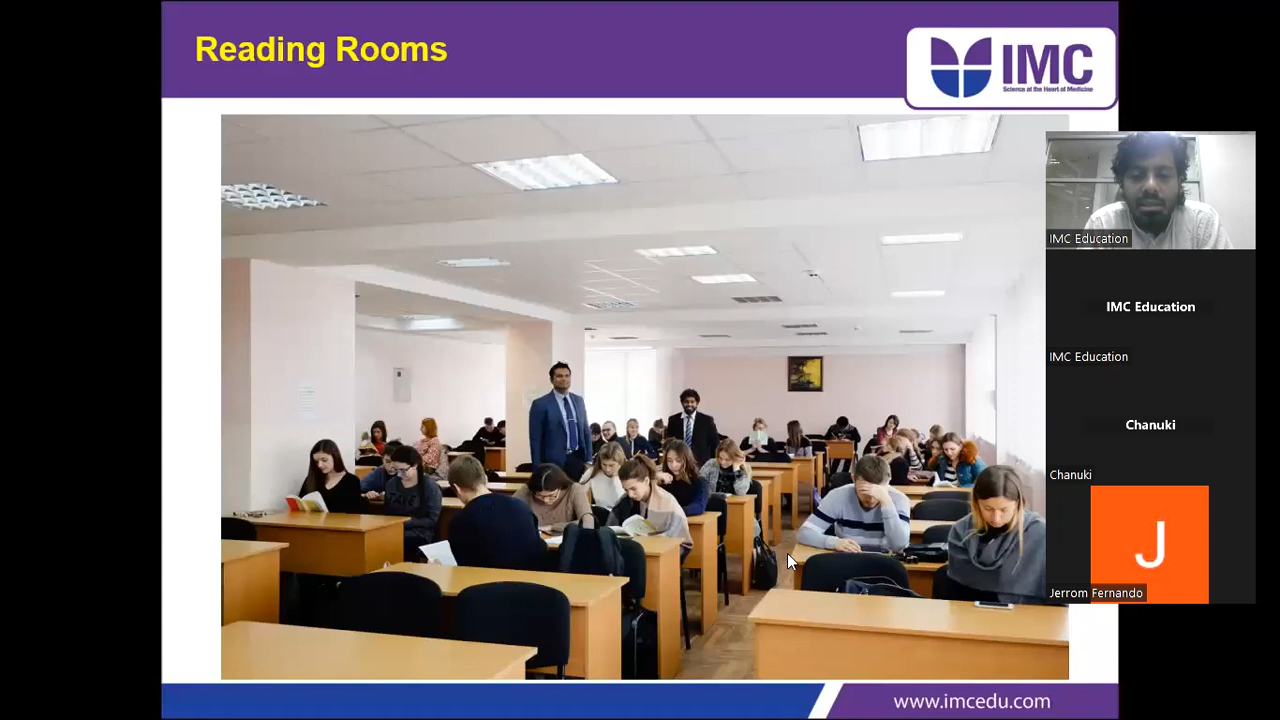 Reading Rooms
IMC
Science at the Heart of Medicine
IMC Education
IMC Education
IMC Education
Chanuki
Chanuki
J
Jerrom Fernando
www.imcedu.com